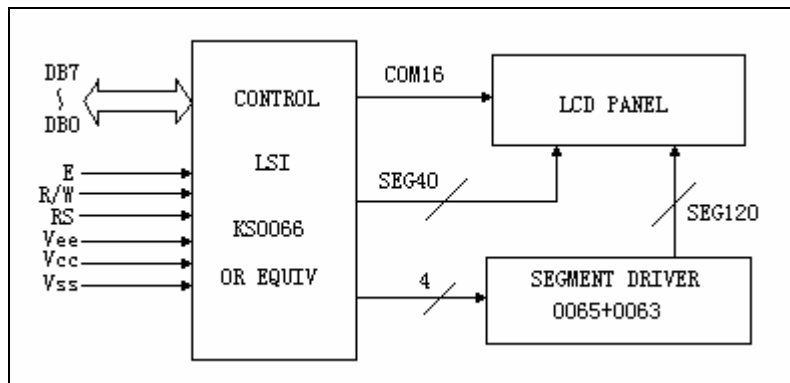 DB7
~
DB0
E
R/W
RS
Vee
Vcc
Vss
CONTROL
LSI
KS0066
OR EQUIV
COM16
SEG40
4
LCD PANEL
SEG120
SEGMENT DRIVER
0065+0063